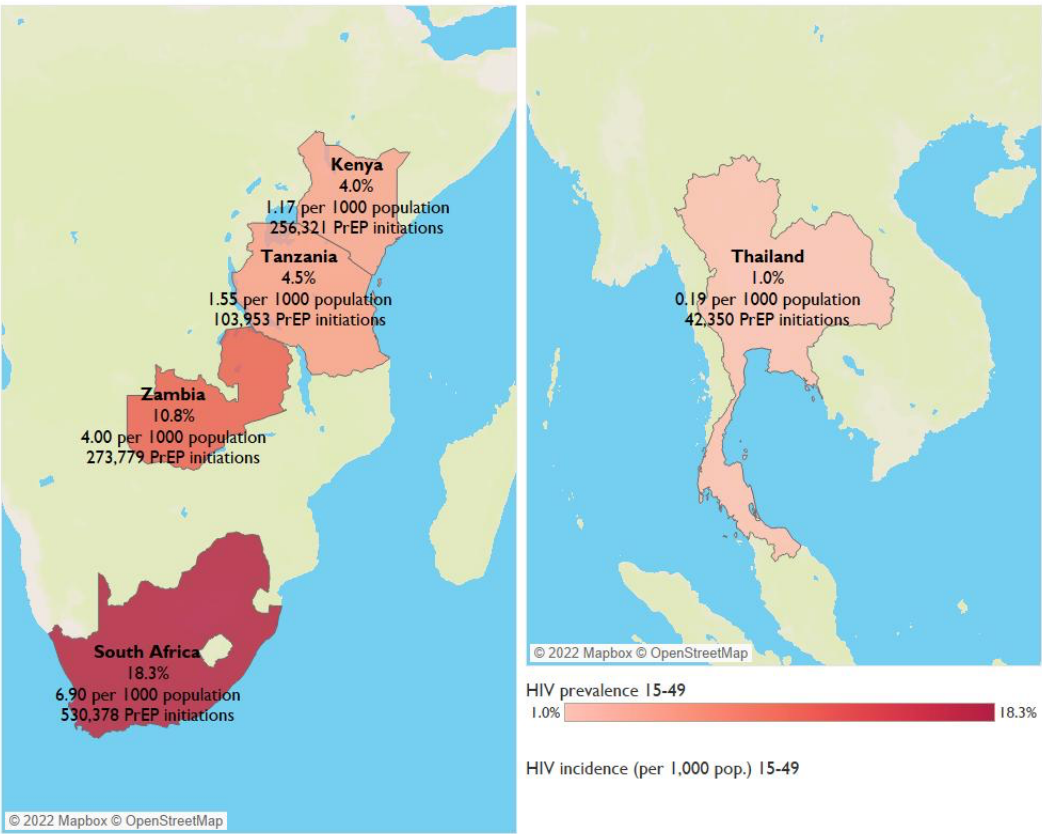 Kenya
4.0%
1.17 per 1000 population
256,321 PrEP initiations
Tanzania
4.5%
1.55 per 1000 population
103,953 PrEP initiations
Zambia
10.8%
4.00 per 1000 population
273,779 PrEP initiations
South Africa
18.3%
6.90 per 1000 population
530,378 PrEP initiations
© 2022 Mapbox © OpenStreetMap
Thailand
1.0%
0.19 per 1000 population
42,350 PrEP initiations
© 2022 Mapbox © OpenStreetMap
HIV prevalence 15-49
1.0% 18.3%
HIV incidence (per 1,000 pop.) 15-49